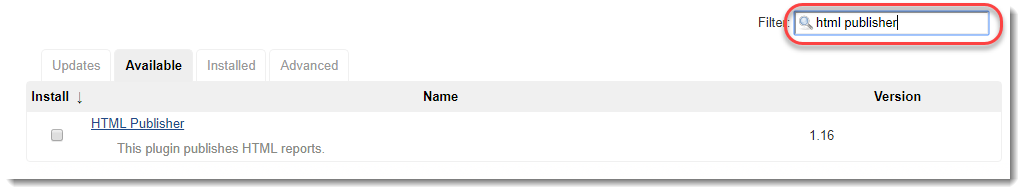 Filter: html publisher
Updates Available Installed Advanced
Install ↓ Name Version
HTML Publisher
This plugin publishes HTML reports.
1.16